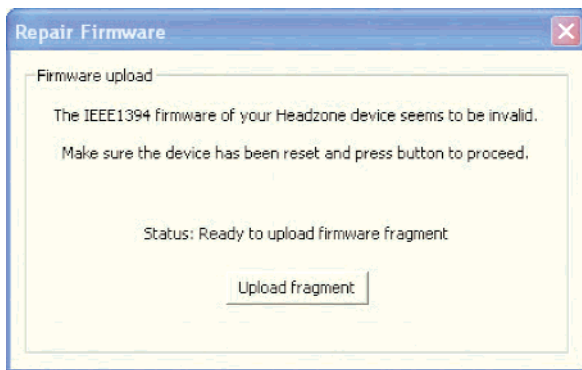 Repair Firmware
Firmware upload
The IEEE1394 firmware of your Headzone device seems to be invalid.
Make sure the device has been reset and press button to proceed.
Status: Ready to upload firmware fragment
Upload fragment